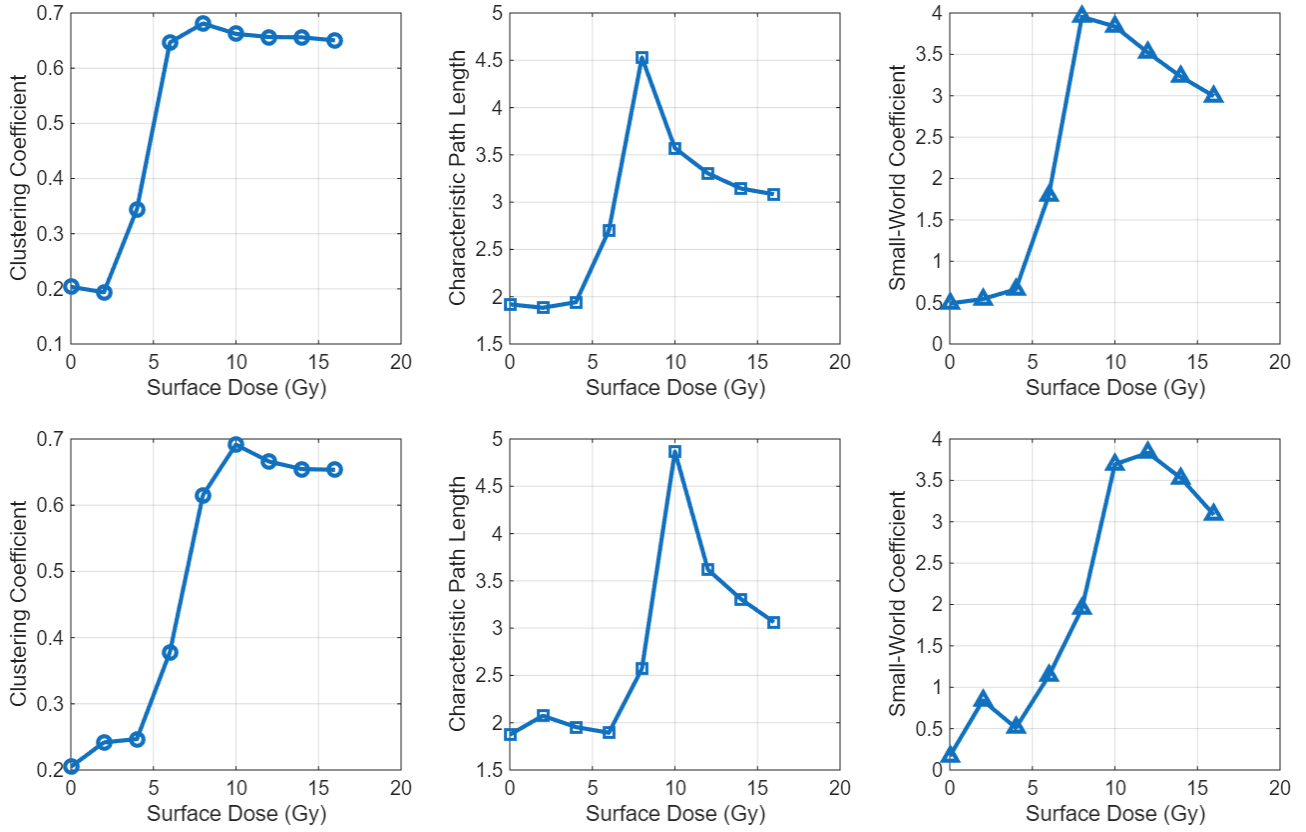 Clustering Coefficient
0.7
0.6
0.5
0.4
0.3
0.2
0.1
0 5 10 15 20
Surface Dose (Gy)
Characteristic Path Length
5
4.5
4
3.5
3
2.5
2
1.5
0 5 10 15 20
Surface Dose (Gy)
Small-World Coefficient
4
3.5
3
2.5
2
1.5
1
0.5
0
0 5 10 15 20
Surface Dose (Gy)
Clustering Coefficient
0.7
0.6
0.5
0.4
0.3
0.2
0 5 10 15 20
Surface Dose (Gy)
Characteristic Path Length
5
4.5
4
3.5
3
2.5
2
1.5
0 5 10 15 20
Surface Dose (Gy)
Small-World Coefficient
4
3.5
3
2.5
2
1.5
1
0.5
0
0 5 10 15 20
Surface Dose (Gy)